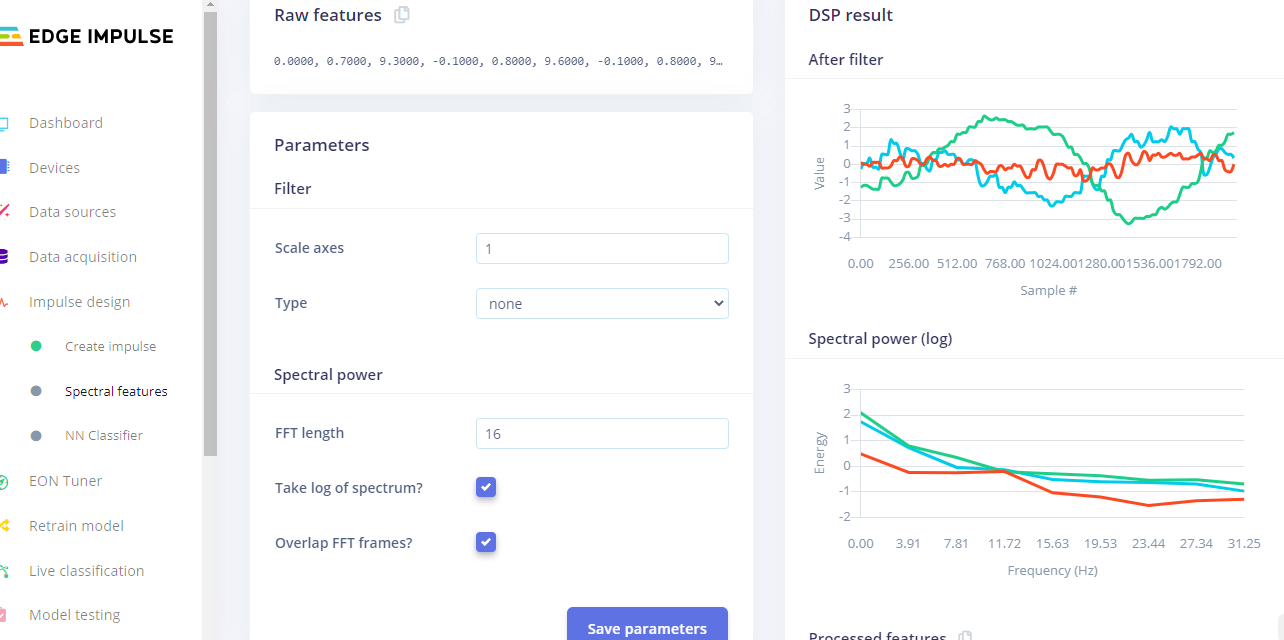 EDGE IMPULSE
Dashboard
Devices
Data sources
Data acquisition
Impulse design
Create impulse
Spectral features
NN Classifier
EON Tuner
Retrain model
Live classification
Model testing
Raw features
0.0000, 0.7000, 9.3000, -0.1000, 0.8000, 9.6000, -0.1000, 0.8000, 9…
Parameters
Filter
Scale axes
1
Type
none
Spectral power
FFT length
16
Take log of spectrum?
Overlap FFT frames?
Save parameters
DSP result
After filter
3
2
1
0
-1
-2
-3
-4
Value
0.00 256.00 512.00 768.00 1024.00 1280.00 1536.00 1792.00
Sample #
Spectral power (log)
3
2
1
0
-1
-2
Energy
0.00 3.91 7.81 11.72 15.63 19.53 23.44 27.34 31.25
Frequency (Hz)
Processed features